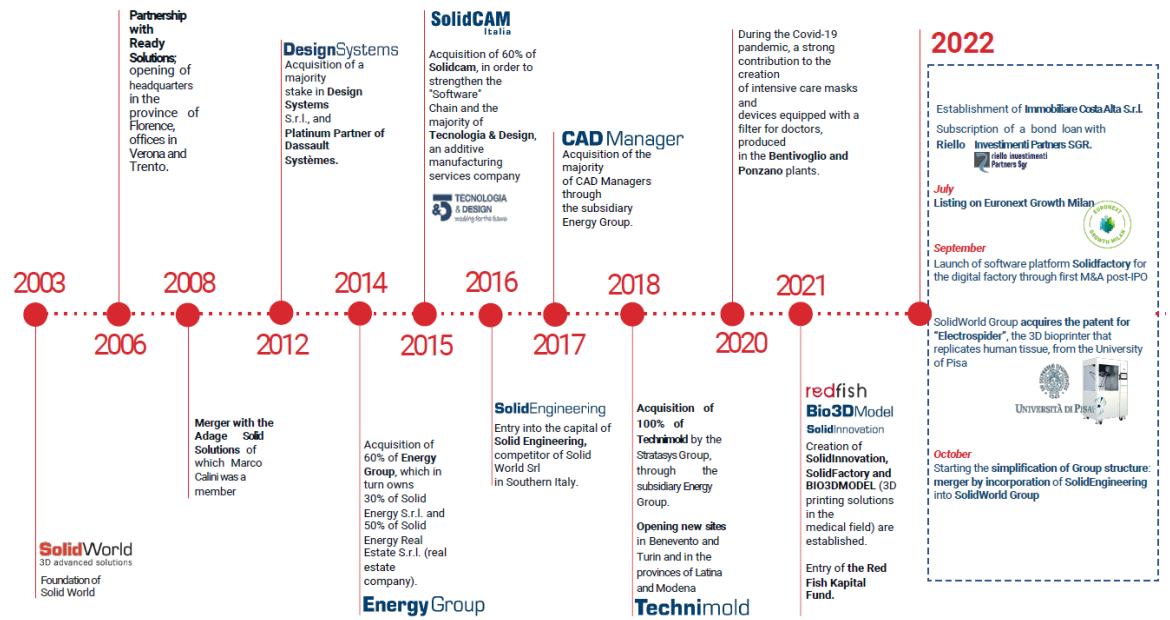 2003
SolidWorld
3D advanced solutions
Foundation of
Solid World
Partnership
with
Ready
Solutions;
opening of
headquarters
in the
province of
Florence,
offices in
Verona and
Trento.
2006
2008
Merger with the
Adage Solid
Solutions of
which Marco
Calini was a
member
DesignSystems
Acquisition of a
majority
stake in Design
Systems
S.r.l., and
Platinum Partner of
Dassault
Systèmes.
2012
2014
Acquisition of
60% of Energy
Group, which in
turn owns
30% of Solid
Energy S.r.l. and
50% of Solid
Energy Real
Estate S.r.l. (real
estate
company).
EnergyGroup
SolidCAM
Italia
Acquisition of 60% of
Solidcam, in order to
strengthen the
"Software"
Chain and the
majority of
Tecnologia & Design,
an additive
manufacturing
services company
TECNOLOGIA
& DESIGN
working for the future
2015
2016
SolidEngineering
Entry into the capital of
Solid Engineering,
competitor of Solid
World Srl
in Southern Italy.
CAD Manager
Acquisition of the
majority
of CAD Managers
through
the subsidiary
Energy Group.
2017
2018
Acquisition of
100% of
Technimold by the
Stratasys Group,
through the
subsidiary Energy
Group.
Opening new sites
in Benevento and
Turin and in the
provinces of Latina
and Modena
Technimold
During the Covid-19
pandemic, a strong
contribution to the
creation
of intensive care masks
and
devices equipped with a
filter for doctors,
produced
in the Bentivoglio and
Ponzano plants.
2020
2021
redfish
Bio3DModel
SolidInnovation
Creation of
SolidInnovation,
SolidFactory and
BIO3DMODEL (3D
printing solutions
in the
medical field) are
established.
Entry of the Red
Fish Kapital
Fund.
2022
Establishment of Immobiliare Costa Alta S.r.l.
Subscription of a bond loan with
Riello Investimenti Partners SGR.
riello investimenti
Partners Sgr
July
Listing on Euronext Growth Milan
EURONEXT
GROWTH MILAN
September
Launch of software platform Solidfactory for
the digital factory through first M&A post-IPO
SolidWorld Group acquires the patent for
"Electrospider", the 3D bioprinter that
replicates human tissue, from the University
of Pisa
UNIVERSITÀ DI PISA
October
Starting the simplification of Group structure:
merger by incorporation of SolidEngineering
into SolidWorld Group